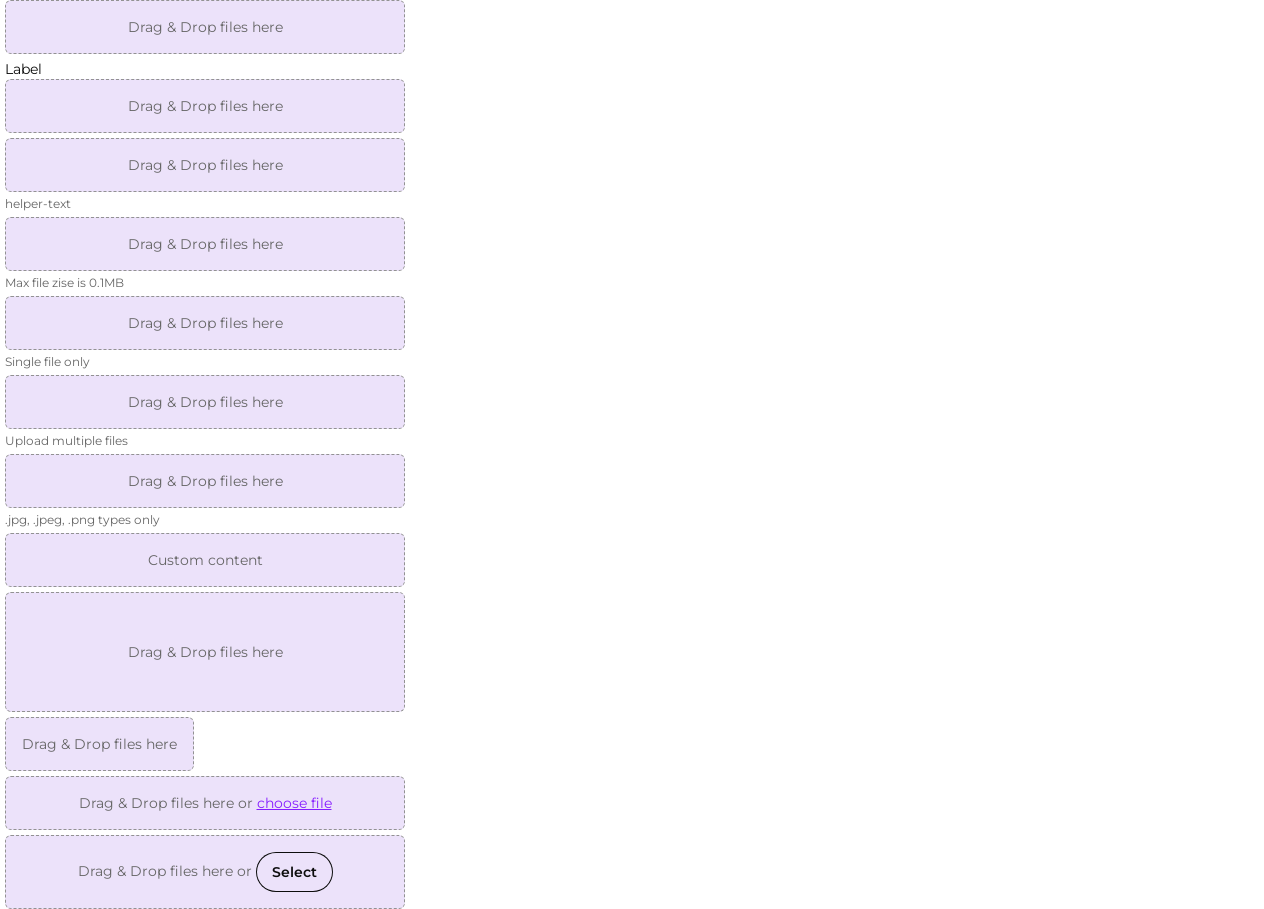 Drag & Drop files here
Label
Drag & Drop files here
Drag & Drop files here
helper-text
Drag & Drop files here
Max file zise is 0.1MB
Drag & Drop files here
Single file only
Drag & Drop files here
Upload multiple files
Drag & Drop files here
.jpg, .jpeg, .png types only
Custom content
Drag & Drop files here
Drag & Drop files here
Drag & Drop files here or choose file
Drag & Drop files here or Select